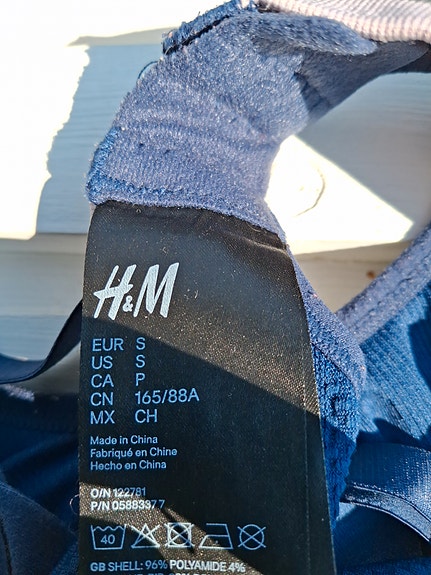 H&M
EUR S
US S
CA P
CN 165/88A
MX CH
Made in China
Fabriqué en Chine
Hecho en China
O/N 122781
P/N 05883377
40
GB SHELL: 96% POLYAMIDE 4%